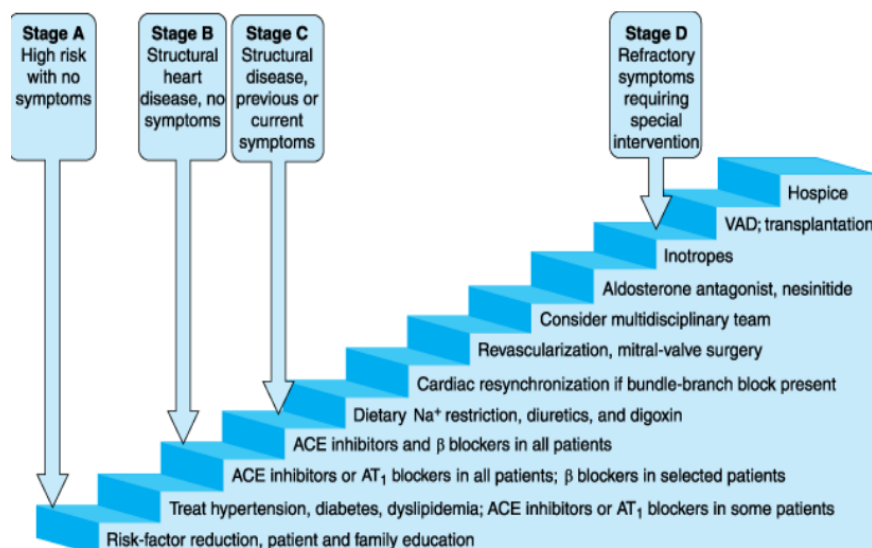 Stage A
High risk
with no
symptoms
Stage B
Structural
heart
disease, no
symptoms
Stage C
Structural
disease,
previous or
current
symptoms
Stage D
Refractory
symptoms
requiring
special
intervention
Hospice
VAD; transplantation
Inotropes
Aldosterone antagonist, nesinitide
Consider multidisciplinary team
Revascularization, mitral-valve surgery
Cardiac resynchronization if bundle-branch block present
Dietary Na⁺ restriction, diuretics, and digoxin
ACE inhibitors and β blockers in all patients
ACE inhibitors or AT₁ blockers in all patients; β blockers in selected patients
Treat hypertension, diabetes, dyslipidemia; ACE inhibitors or AT₁ blockers in some patients
Risk-factor reduction, patient and family education